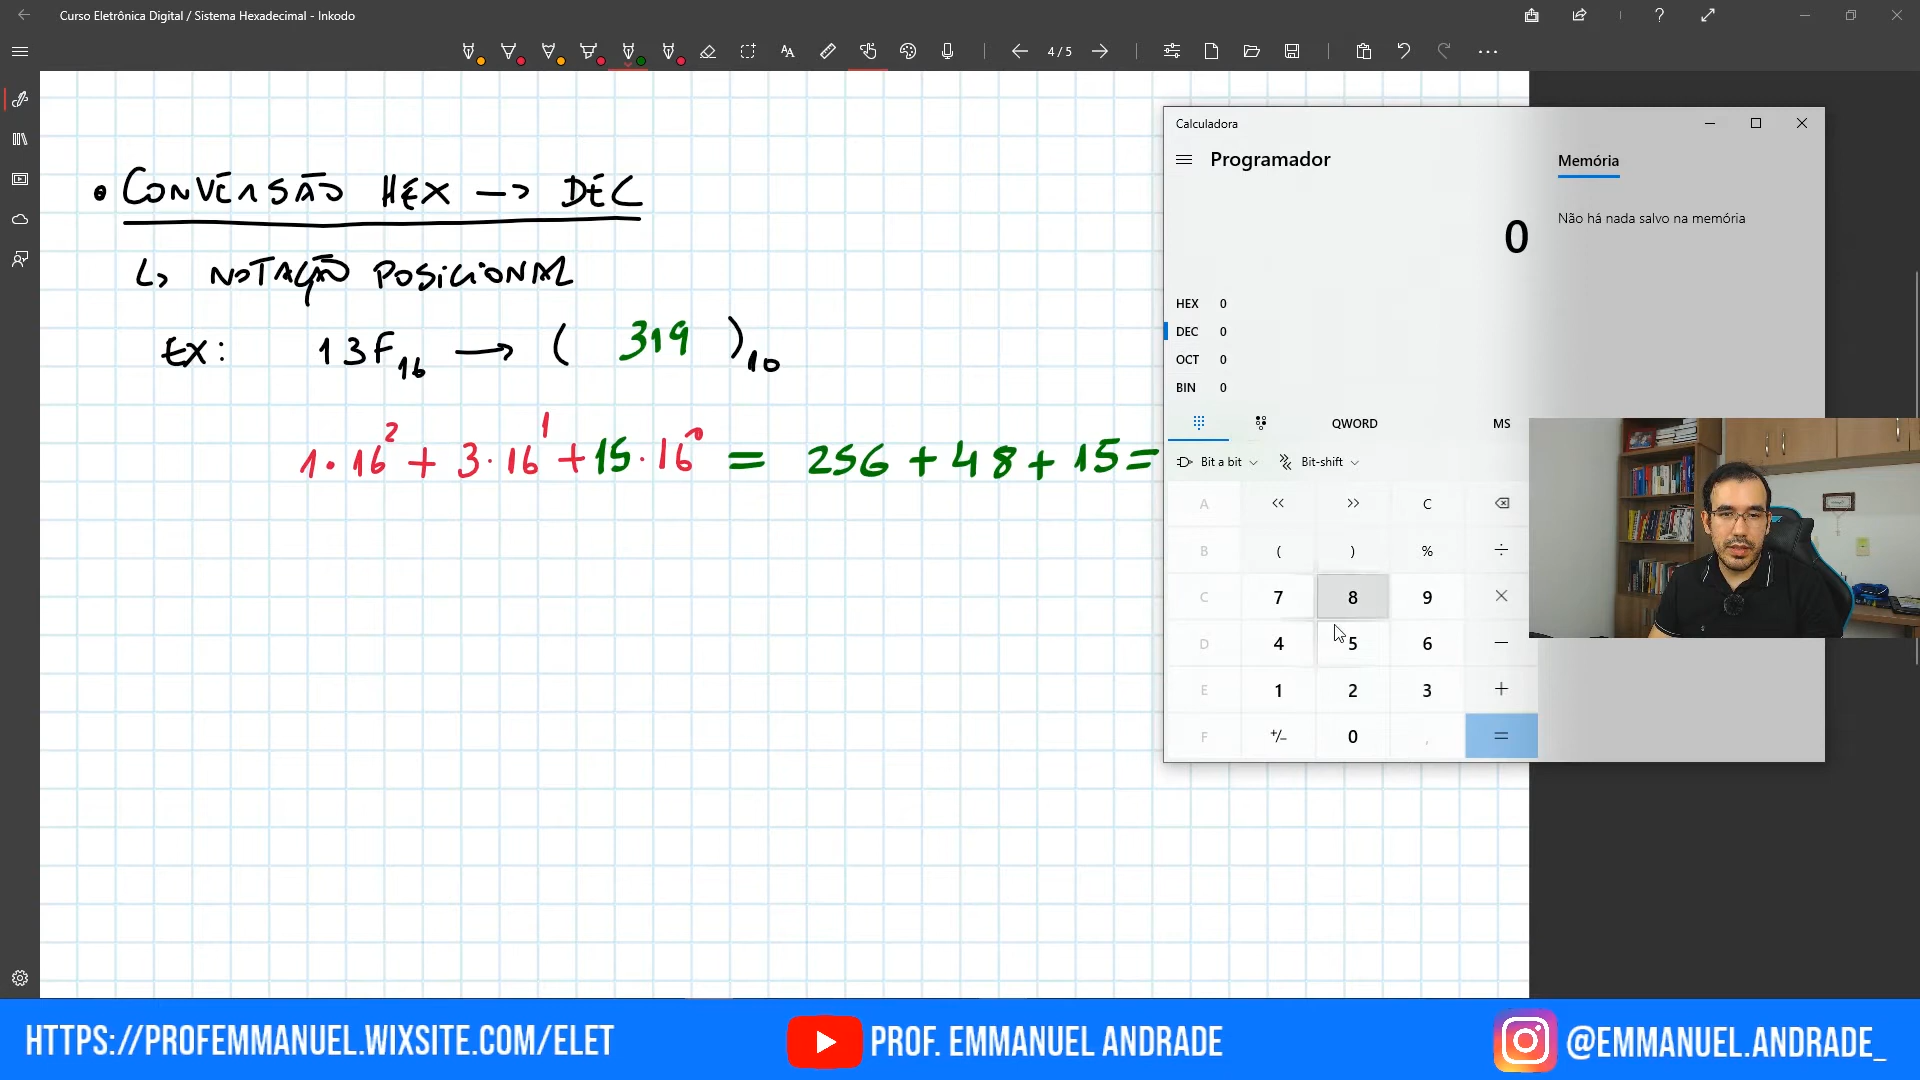 Curso Eletrônica Digital / Sistema Hexadecimal - Inkodo
4/5
• CONVERSÃO HEX → DEC
↳ NOTAÇÃO POSICIONAL
EX: 13F₁₆ → ( 319 )₁₀
1·16² + 3·16¹ + 15·16⁰ = 256 + 48 + 15 =
Calculadora
Programador
Memória
Não há nada salvo na memória
0
HEX 0
DEC 0
OCT 0
BIN 0
QWORD MS
Bit a bit Bit-shift
A << >> C
B ( ) % ÷
C 7 8 9 ×
D 4 5 6 −
E 1 2 3 +
F +/− 0 , =
HTTPS://PROFEMMANUEL.WIXSITE.COM/ELET
PROF. EMMANUEL ANDRADE
@EMMANUEL.ANDRADE_